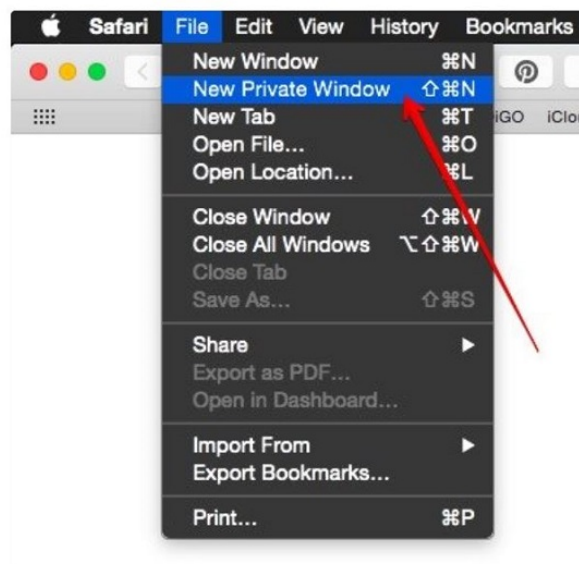 Safari File Edit View History Bookmarks
New Window ⌘N
New Private Window ⇧⌘N
New Tab ⌘T
iGO iClou
Open File... ⌘O
Open Location... ⌘L
Close Window ⇧⌘W
Close All Windows ⌥⇧⌘W
Close Tab
Save As... ⇧⌘S
Share ▶
Export as PDF...
Open in Dashboard...
Import From ▶
Export Bookmarks...
Print... ⌘P